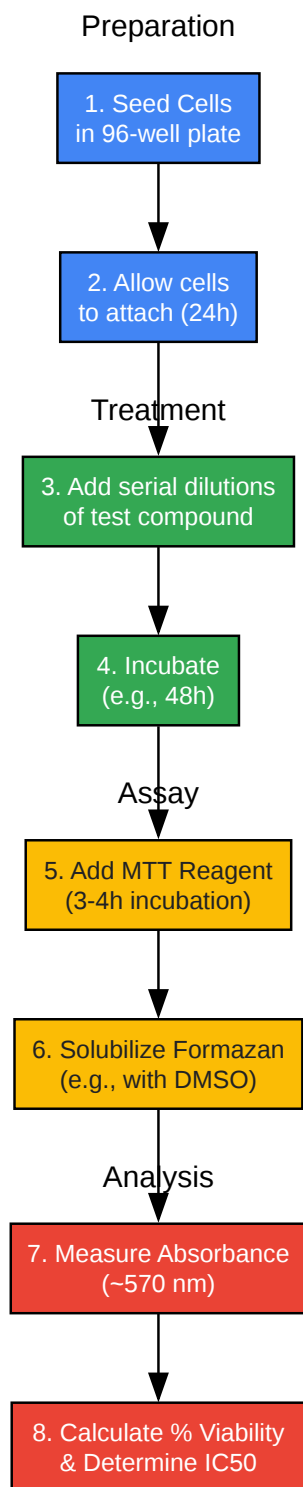 Preparation
1. Seed Cells
in 96-well plate
2. Allow cells
to attach (24h)
Treatment
3. Add serial dilutions
of test compound
4. Incubate
(e.g., 48h)
Assay
5. Add MTT Reagent
(3-4h incubation)
6. Solubilize Formazan
(e.g., with DMSO)
Analysis
7. Measure Absorbance
(~570 nm)
8. Calculate % Viability
& Determine IC50